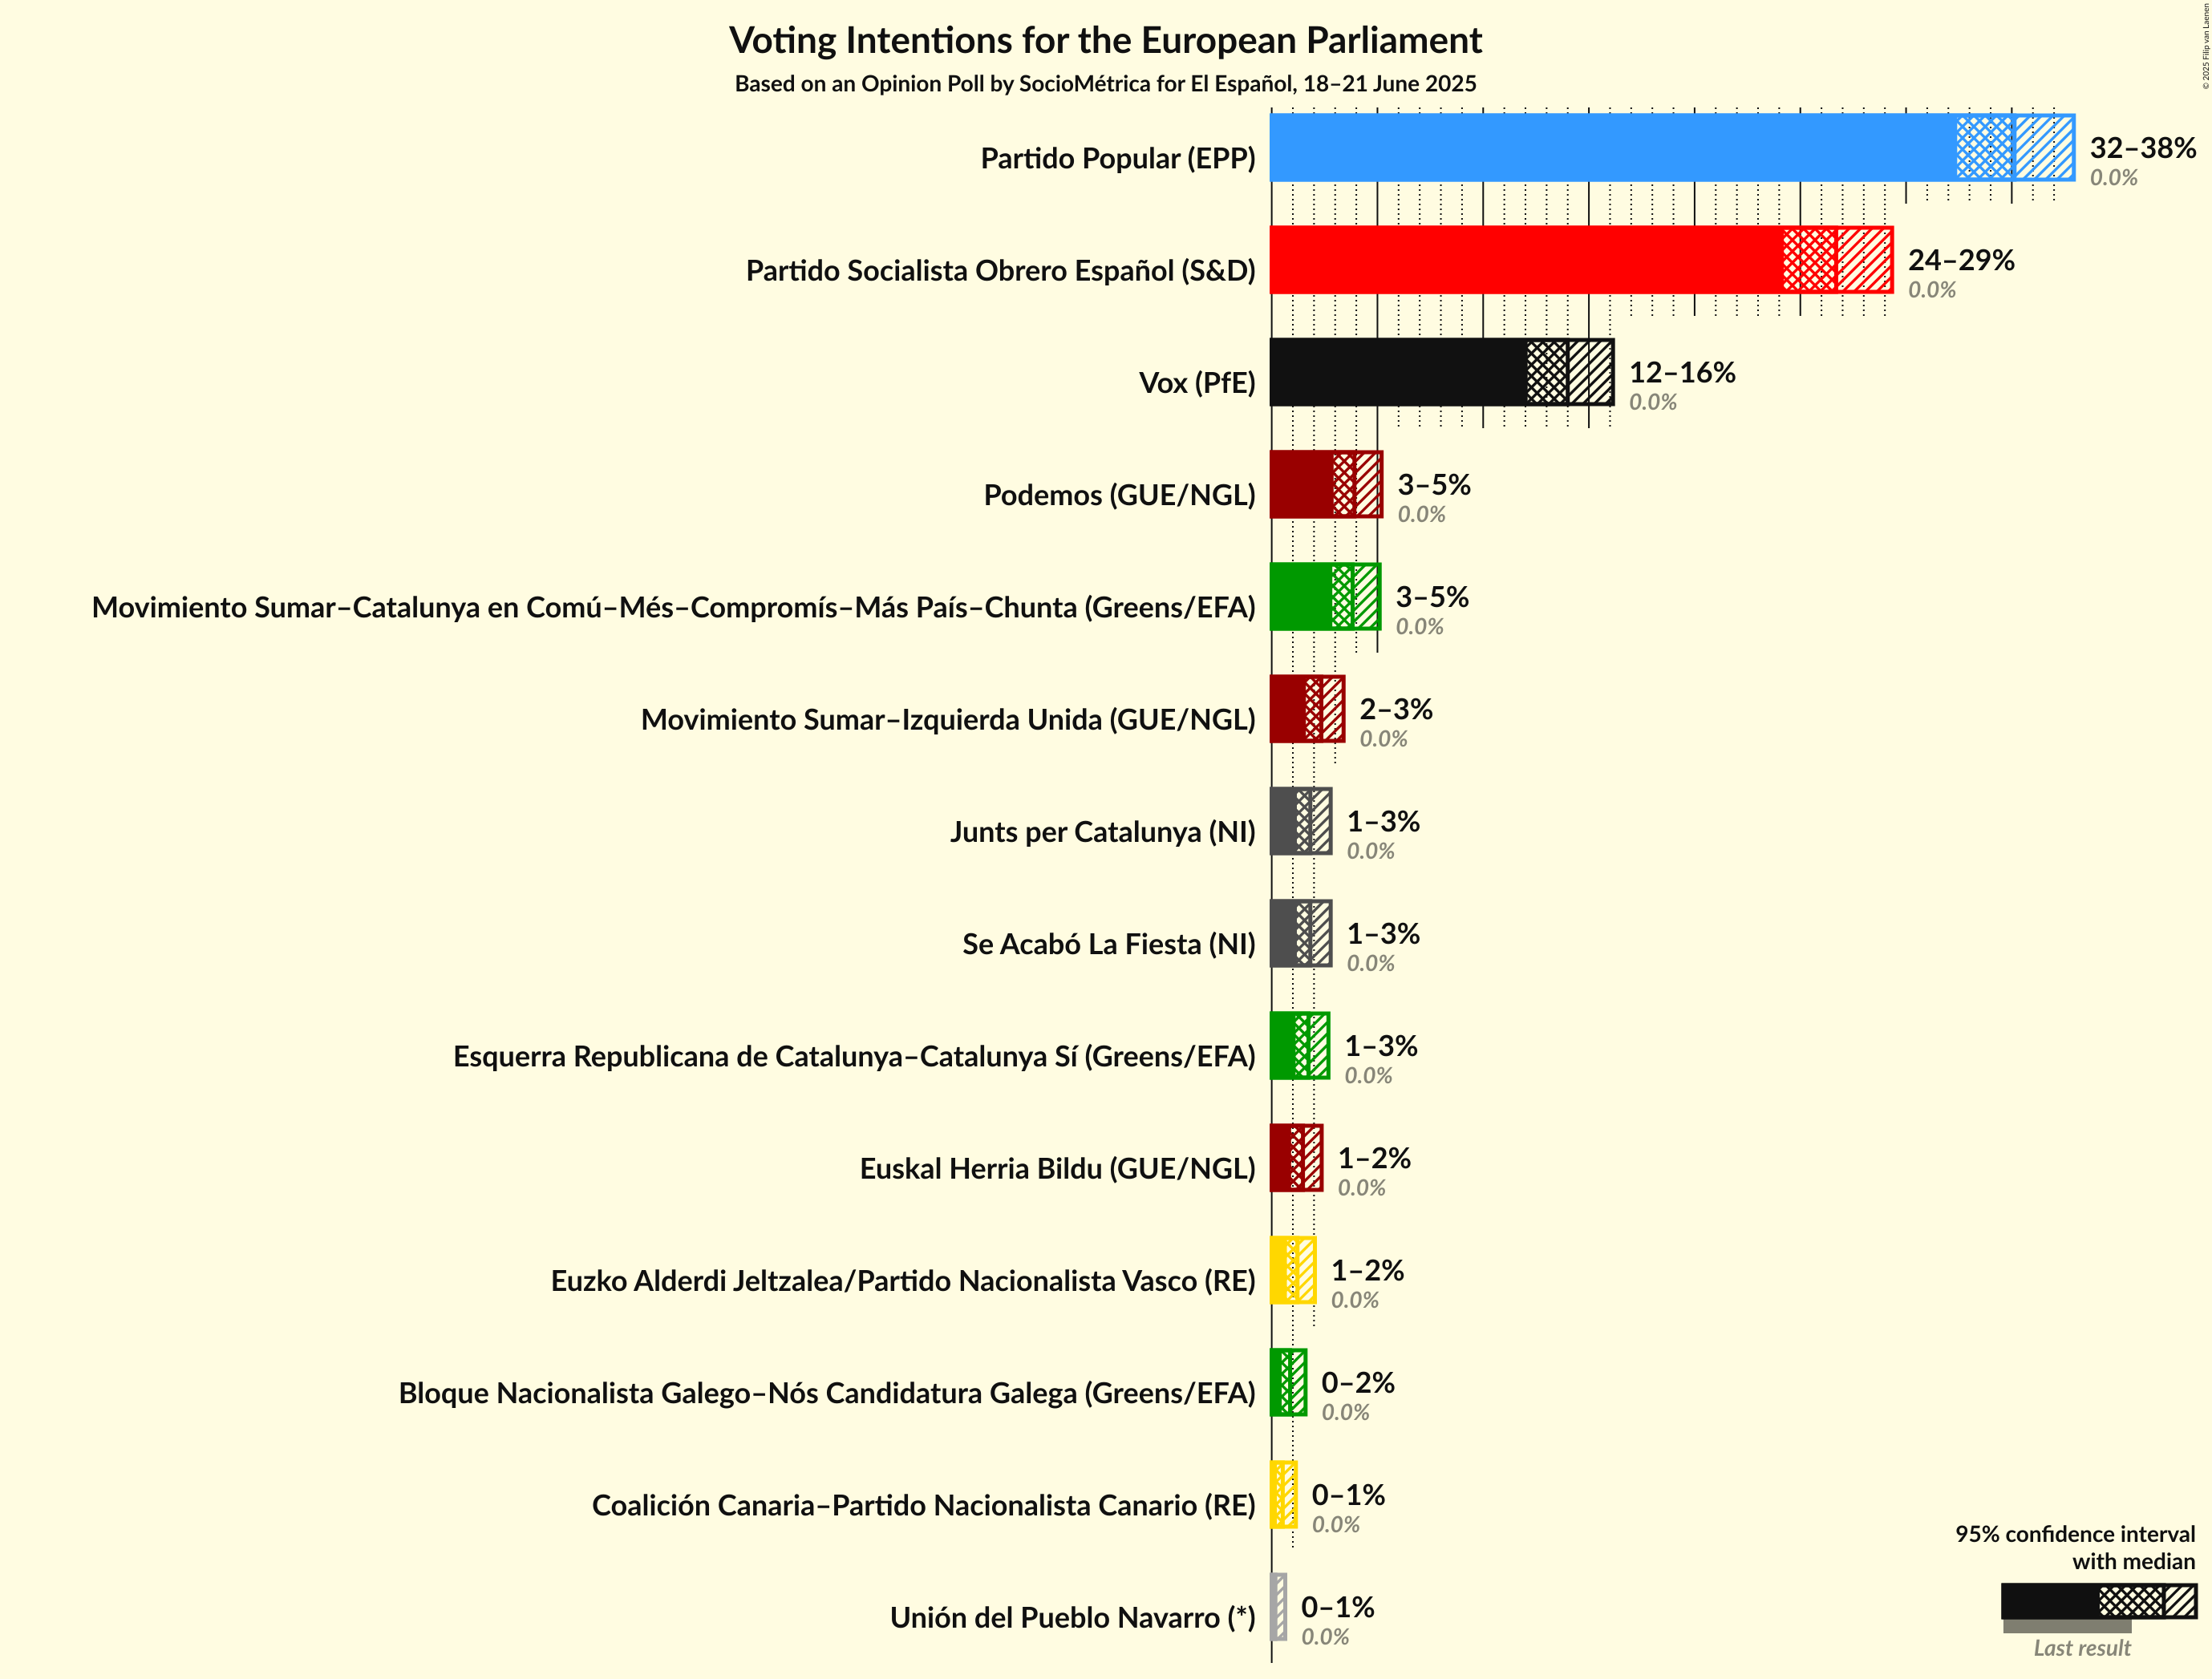 Voting Intentions for the European Parliament
Based on an Opinion Poll by SocioMétrica for El Español, 18–21 June 2025
© 2025 Filip van Laenen
Partido Popular (EPP)
32–38%
0.0%
Partido Socialista Obrero Español (S&D)
24–29%
0.0%
Vox (PfE)
12–16%
0.0%
Podemos (GUE/NGL)
3–5%
0.0%
Movimiento Sumar–Catalunya en Comú–Més–Compromís–Más País–Chunta (Greens/EFA)
3–5%
0.0%
Movimiento Sumar–Izquierda Unida (GUE/NGL)
2–3%
0.0%
Junts per Catalunya (NI)
1–3%
0.0%
Se Acabó La Fiesta (NI)
1–3%
0.0%
Esquerra Republicana de Catalunya–Catalunya Sí (Greens/EFA)
1–3%
0.0%
Euskal Herria Bildu (GUE/NGL)
1–2%
0.0%
Euzko Alderdi Jeltzalea/Partido Nacionalista Vasco (RE)
1–2%
0.0%
Bloque Nacionalista Galego–Nós Candidatura Galega (Greens/EFA)
0–2%
0.0%
Coalición Canaria–Partido Nacionalista Canario (RE)
0–1%
0.0%
Unión del Pueblo Navarro (*)
0–1%
0.0%
95% confidence interval
with median
Last result